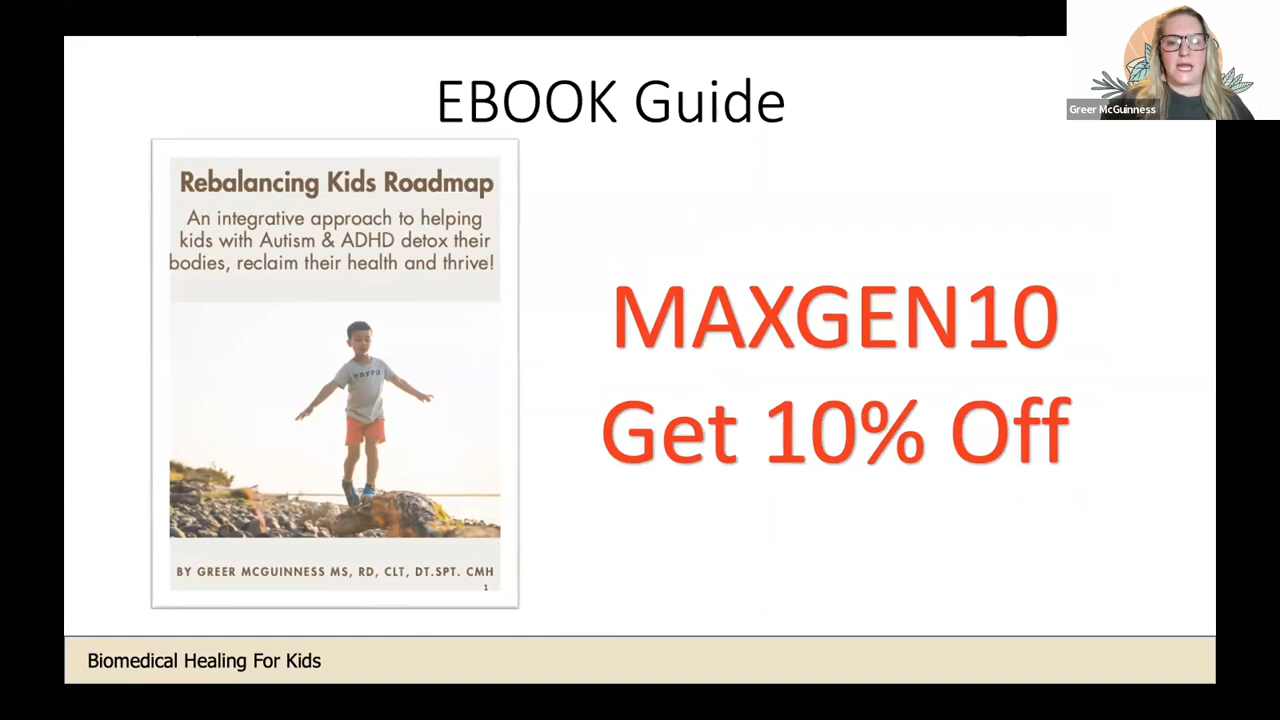 EBOOK Guide
Greer McGuinness
Rebalancing Kids Roadmap
An integrative approach to helping
kids with Autism & ADHD detox their
bodies, reclaim their health and thrive!
MAXGEN10
Get 10% Off
BY GREER MCGUINNESS MS, RD, CLT, DT.SPT. CMH
1
Biomedical Healing For Kids